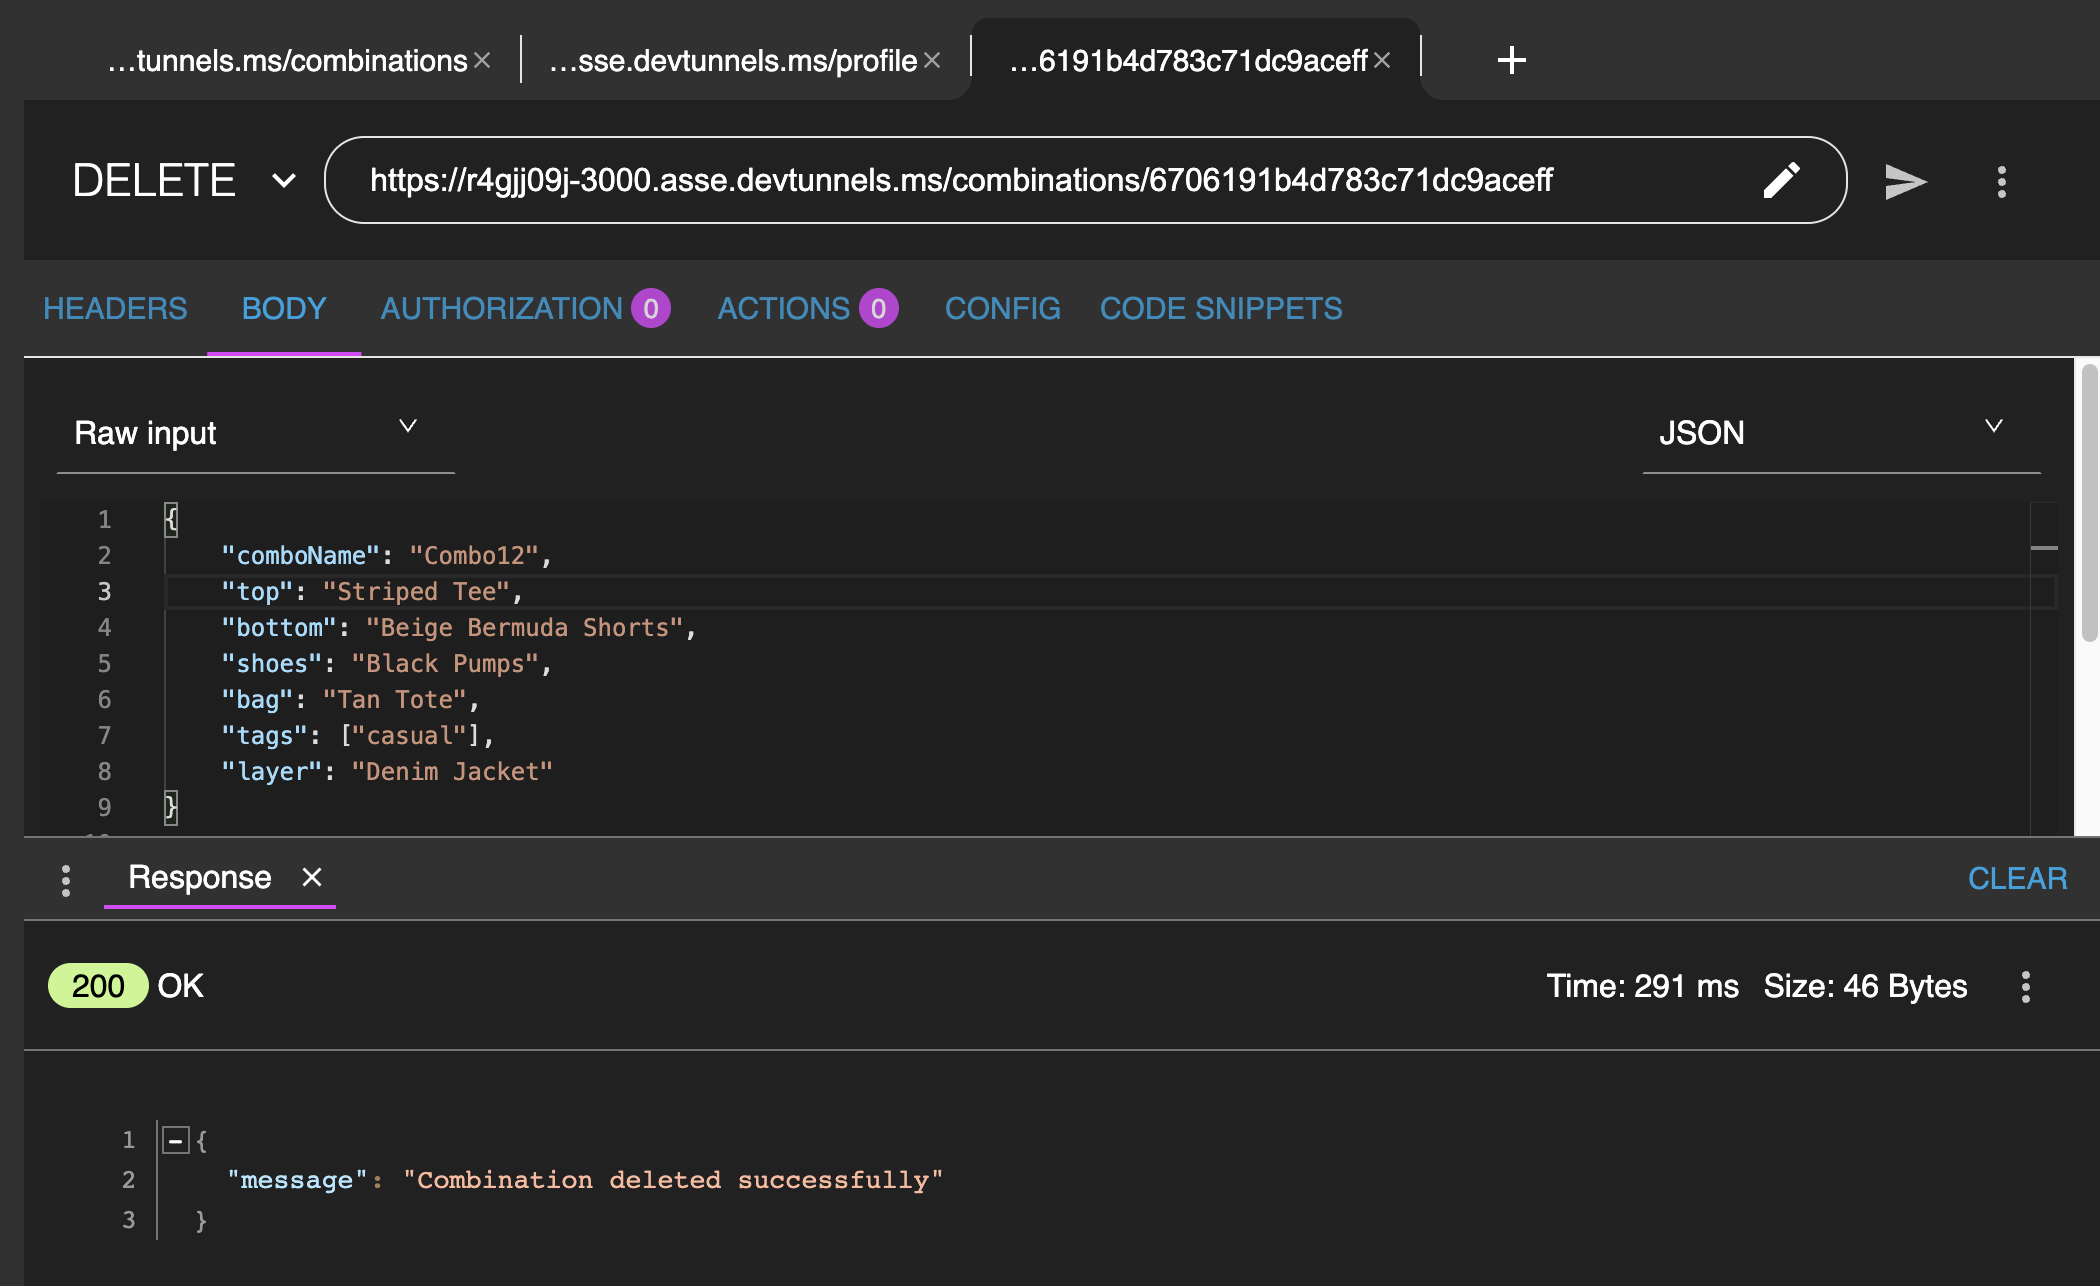 ...tunnels.ms/combinations
...sse.devtunnels.ms/profile
...6191b4d783c71dc9aceff
DELETE
https://r4gjj09j-3000.asse.devtunnels.ms/combinations/6706191b4d783c71dc9aceff
HEADERS BODY AUTHORIZATION 0 ACTIONS 0 CONFIG CODE SNIPPETS
Raw input
JSON
1 {
2 "comboName": "Combo12",
3 "top": "Striped Tee",
4 "bottom": "Beige Bermuda Shorts",
5 "shoes": "Black Pumps",
6 "bag": "Tan Tote",
7 "tags": ["casual"],
8 "layer": "Denim Jacket"
9 }
Response
CLEAR
200 OK
Time: 291 ms Size: 46 Bytes
1 {
2 "message": "Combination deleted successfully"
3 }